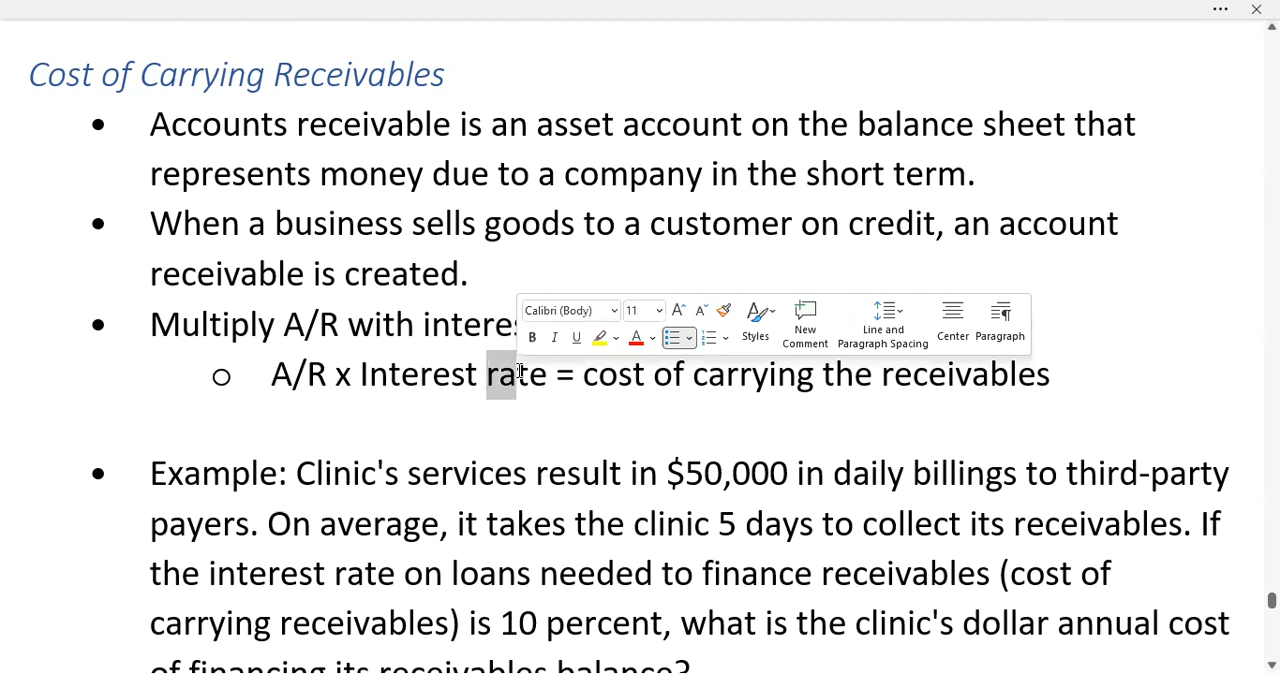 Cost of Carrying Receivables
• Accounts receivable is an asset account on the balance sheet that
represents money due to a company in the short term.
• When a business sells goods to a customer on credit, an account
receivable is created.
Calibri (Body) 11
New
Comment
Styles
Line and
Paragraph Spacing
Center
Paragraph
• Multiply A/R with
o A/R x Interest rate = cost of carrying the receivables
• Example: Clinic's services result in $50,000 in daily billings to third-party
payers. On average, it takes the clinic 5 days to collect its receivables. If
the interest rate on loans needed to finance receivables (cost of
carrying receivables) is 10 percent, what is the clinic's dollar annual cost
of financing its receivables balance?